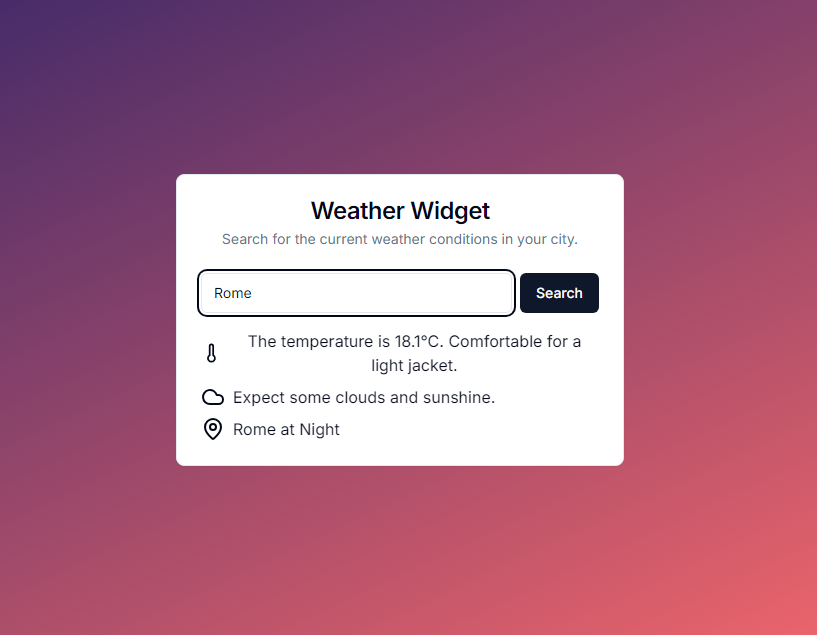 Weather Widget
Search for the current weather conditions in your city.
Rome
Search
The temperature is 18.1°C. Comfortable for a
light jacket.
Expect some clouds and sunshine.
Rome at Night